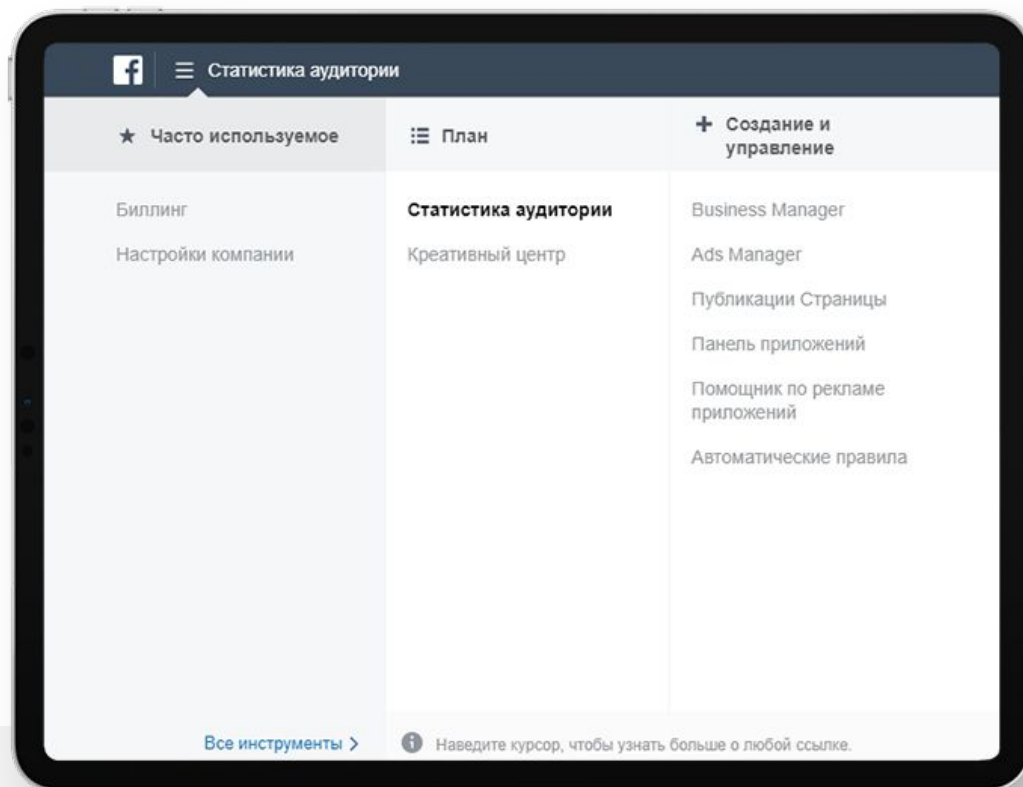 Статистика аудитории
Часто используемое
Биллинг
Настройки компании
Все инструменты
План
Статистика аудитории
Креативный центр
Создание и
управление
Business Manager
Ads Manager
Публикации Страницы
Панель приложений
Помощник по рекламе
приложений
Автоматические правила
Наведите курсор, чтобы узнать больше о любой ссылке.